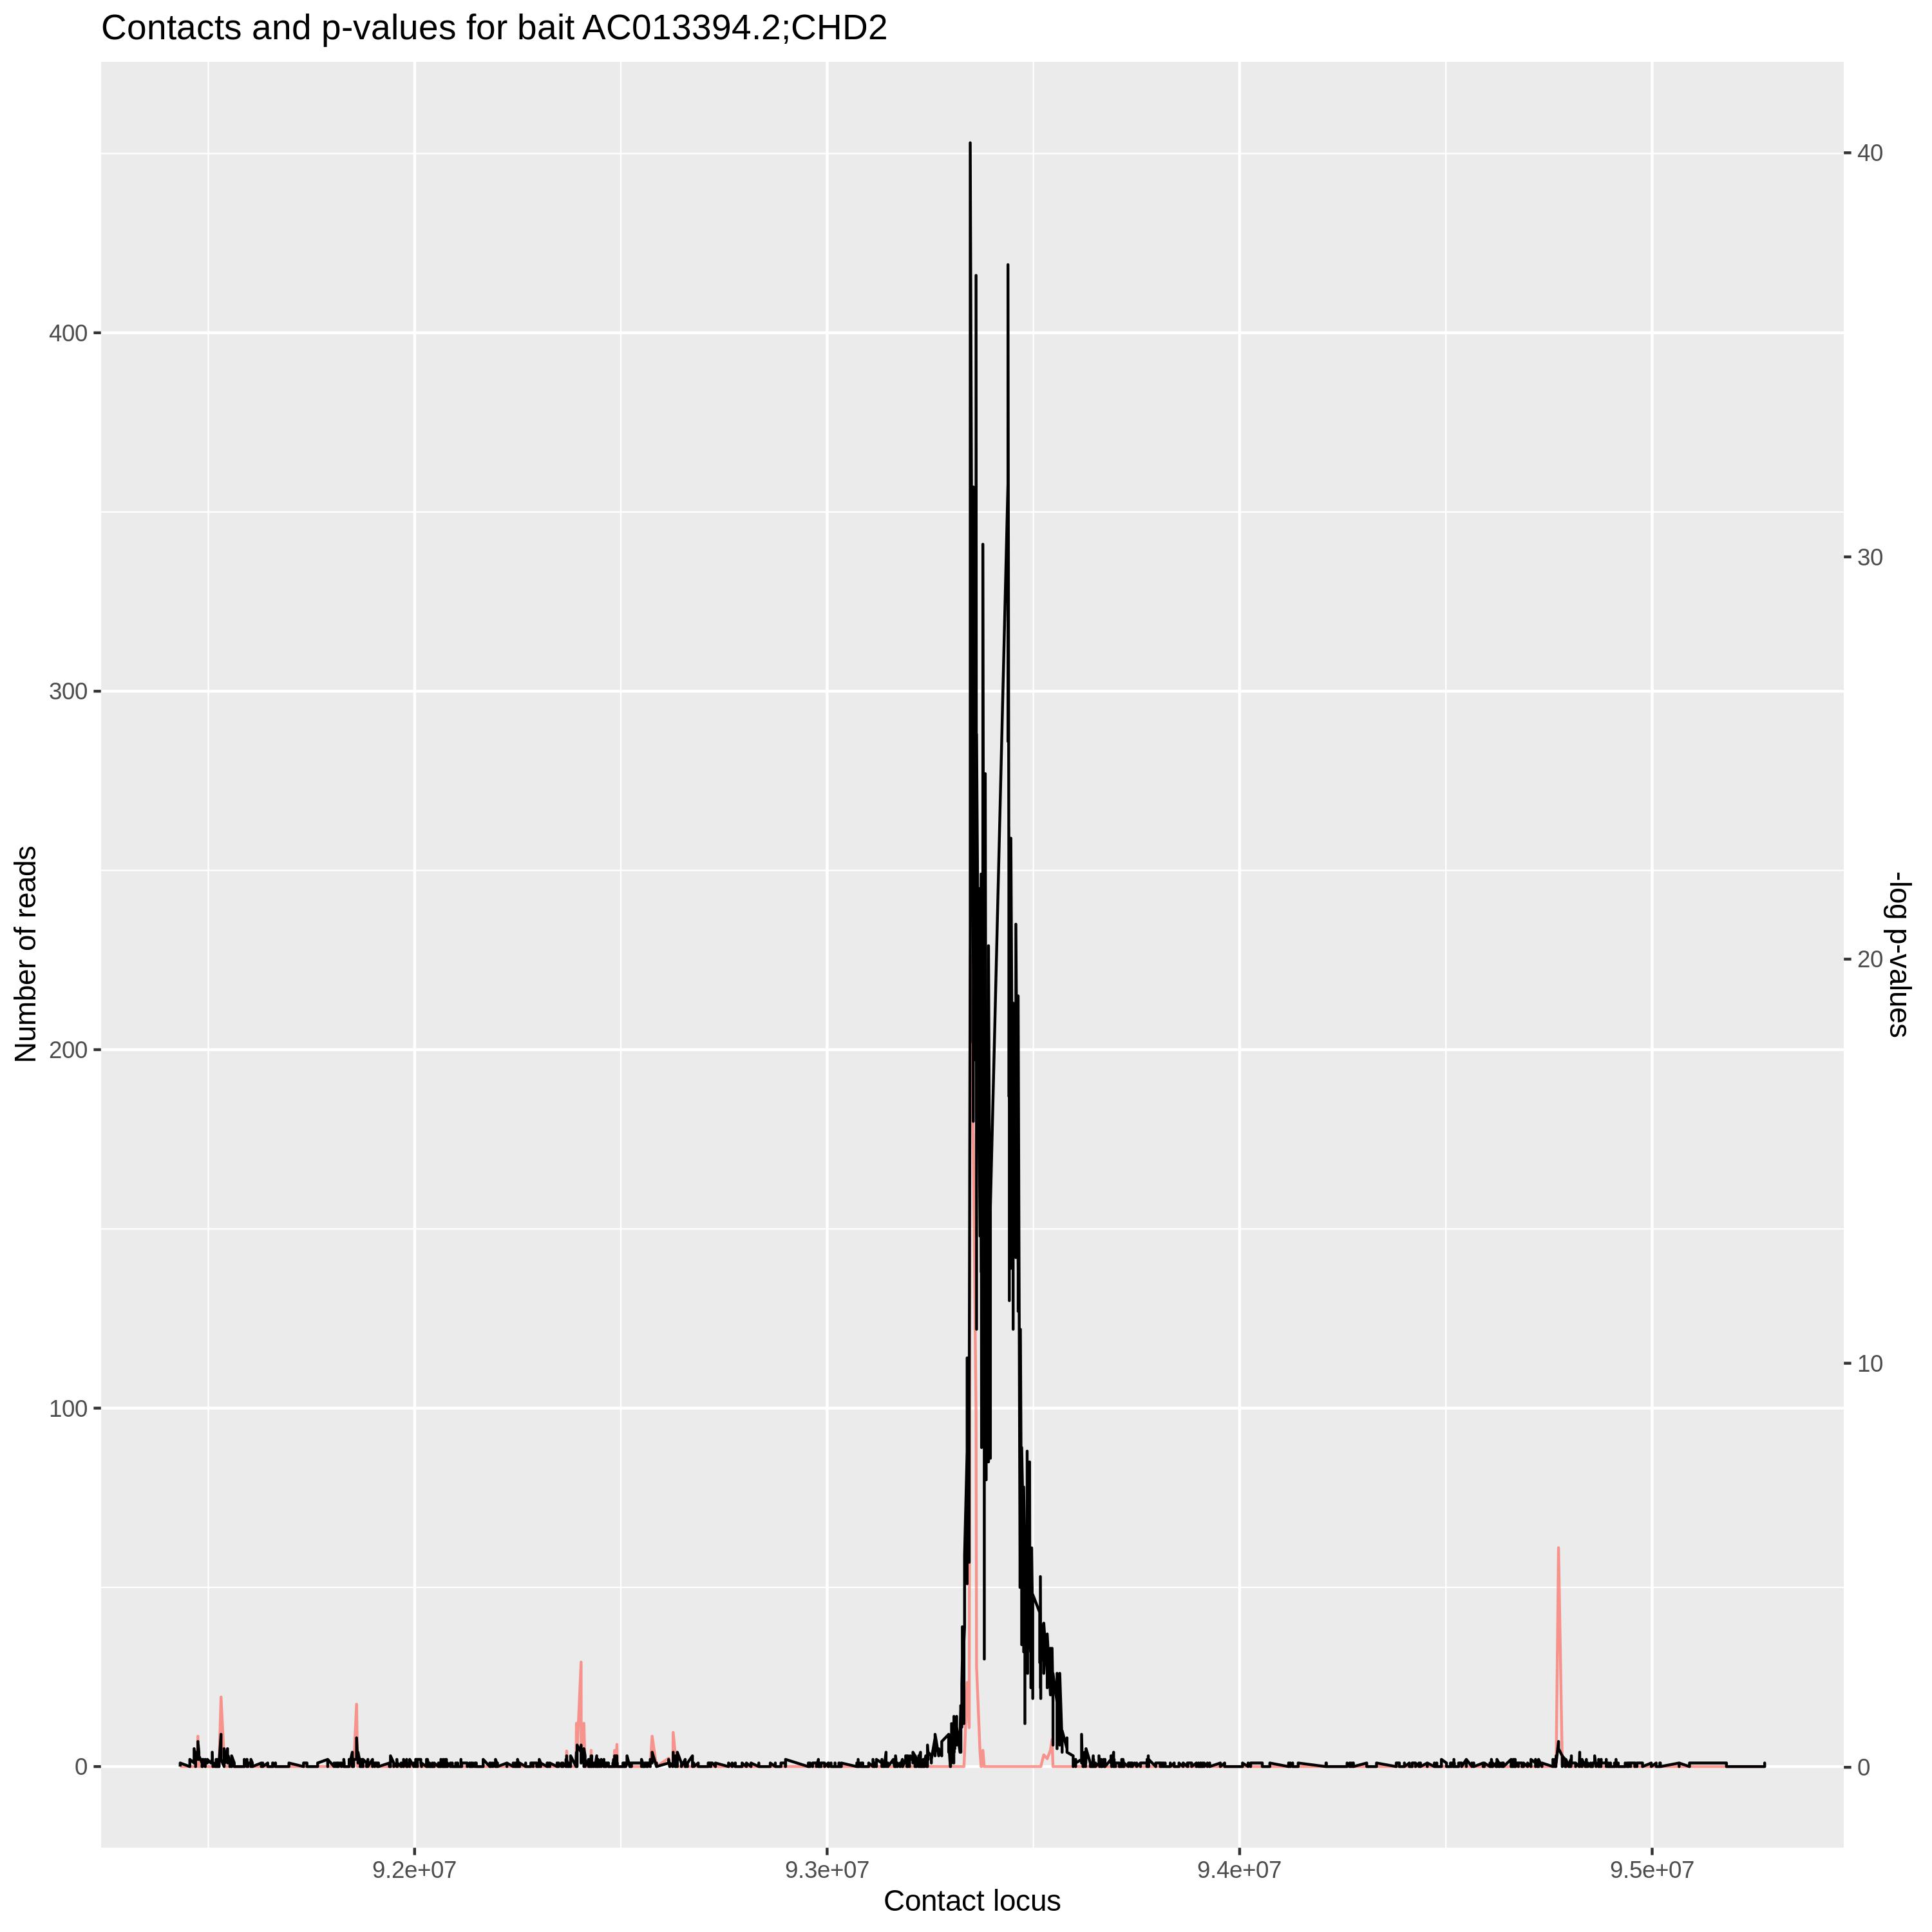 Contacts and p-values for bait AC013394.2;CHD2
40
400
30
300
Number of reads
-log p-values
20
200
10
100
0
0
9.2e+07
9.3e+07
9.4e+07
9.5e+07
Contact locus